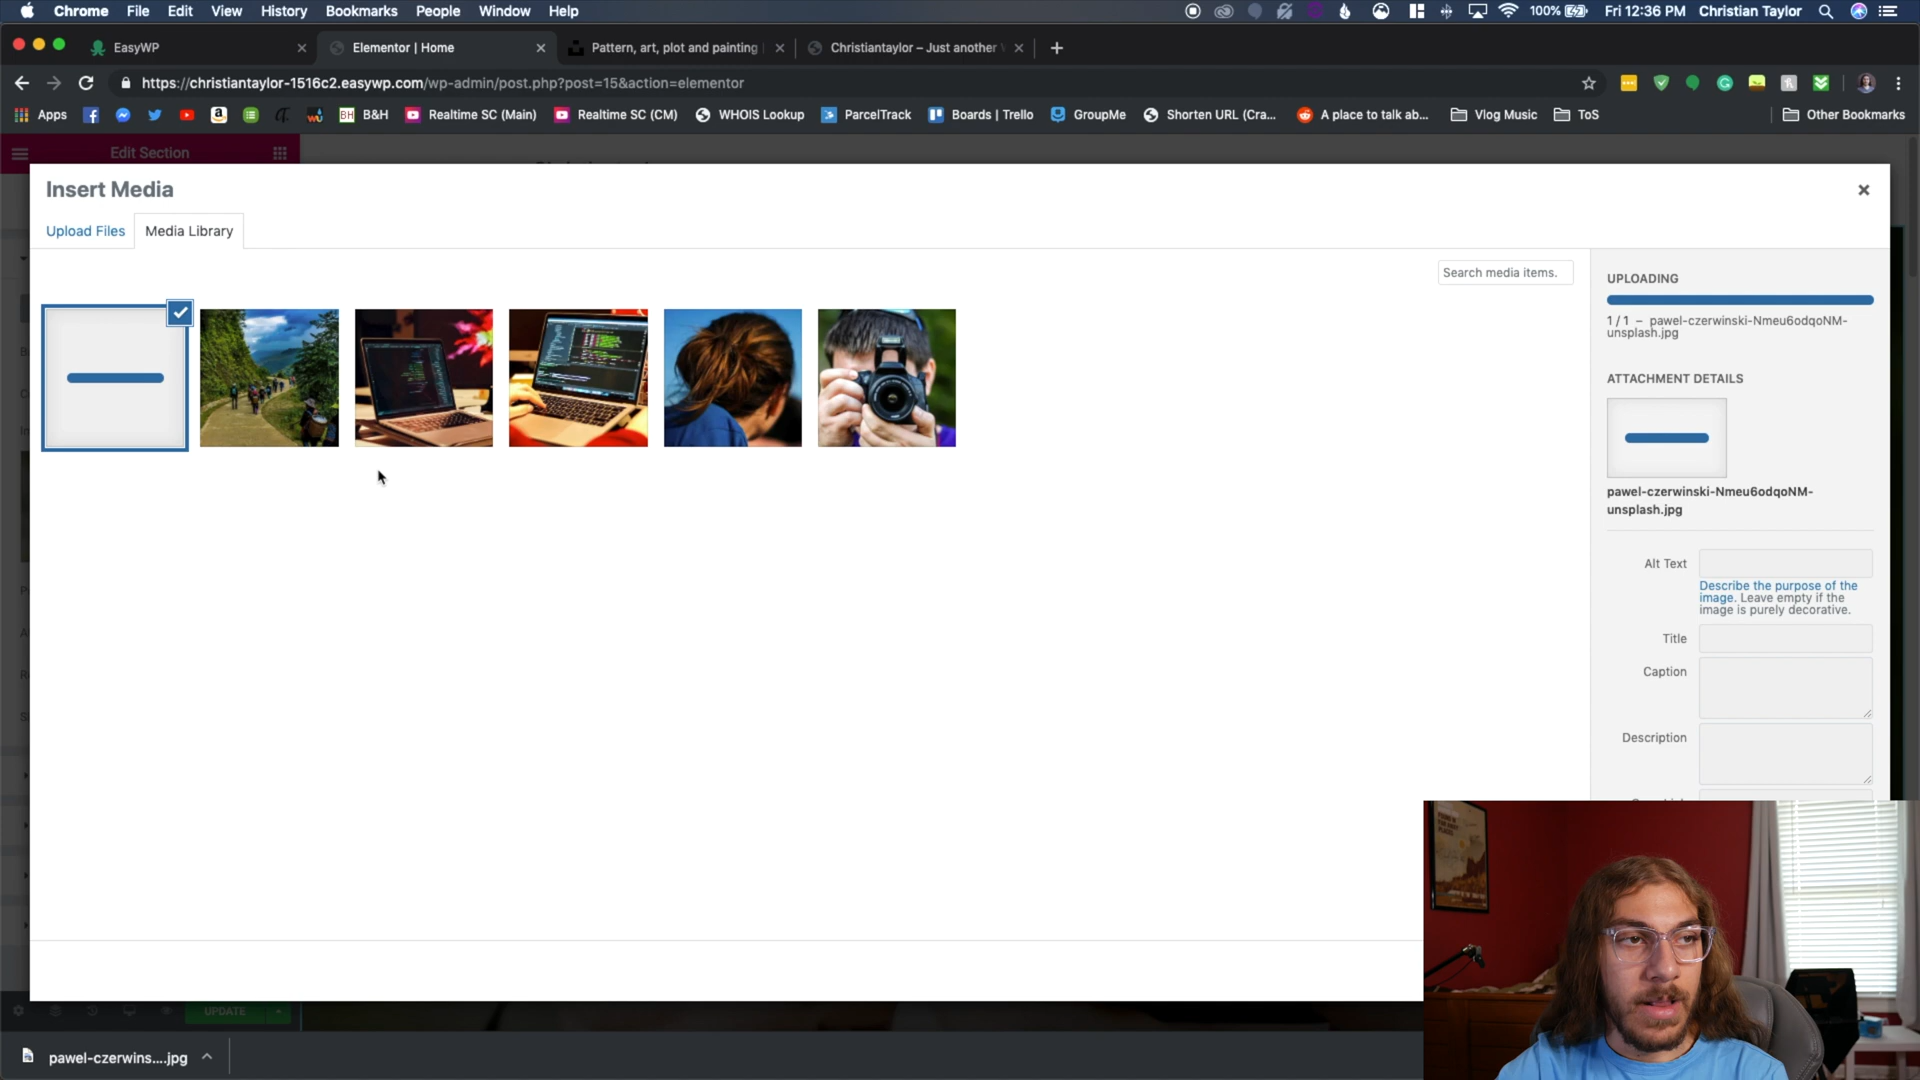 Chrome File Edit View History Bookmarks People Window Help 100% Fri 12:36 PM Christian Taylor
EasyWP Elementor | Home Pattern, art, plot and painting Christiantaylor – Just another
https://christiantaylor-1516c2.easywp.com/wp-admin/post.php?post=15&action=elementor
Apps B&H Realtime SC (Main) Realtime SC (CM) WHOIS Lookup ParcelTrack Boards | Trello GroupMe Shorten URL (Cra... A place to talk ab... Vlog Music ToS Other Bookmarks
Edit Section
Insert Media
Upload Files Media Library
Search media items.
UPLOADING
1 / 1 – pawel-czerwinski-Nmeu6odqoNM-
unsplash.jpg
ATTACHMENT DETAILS
pawel-czerwinski-Nmeu6odqoNM-
unsplash.jpg
Alt Text
Describe the purpose of the
image. Leave empty if the
image is purely decorative.
Title
Caption
Description
UPDATE
pawel-czerwins....jpg